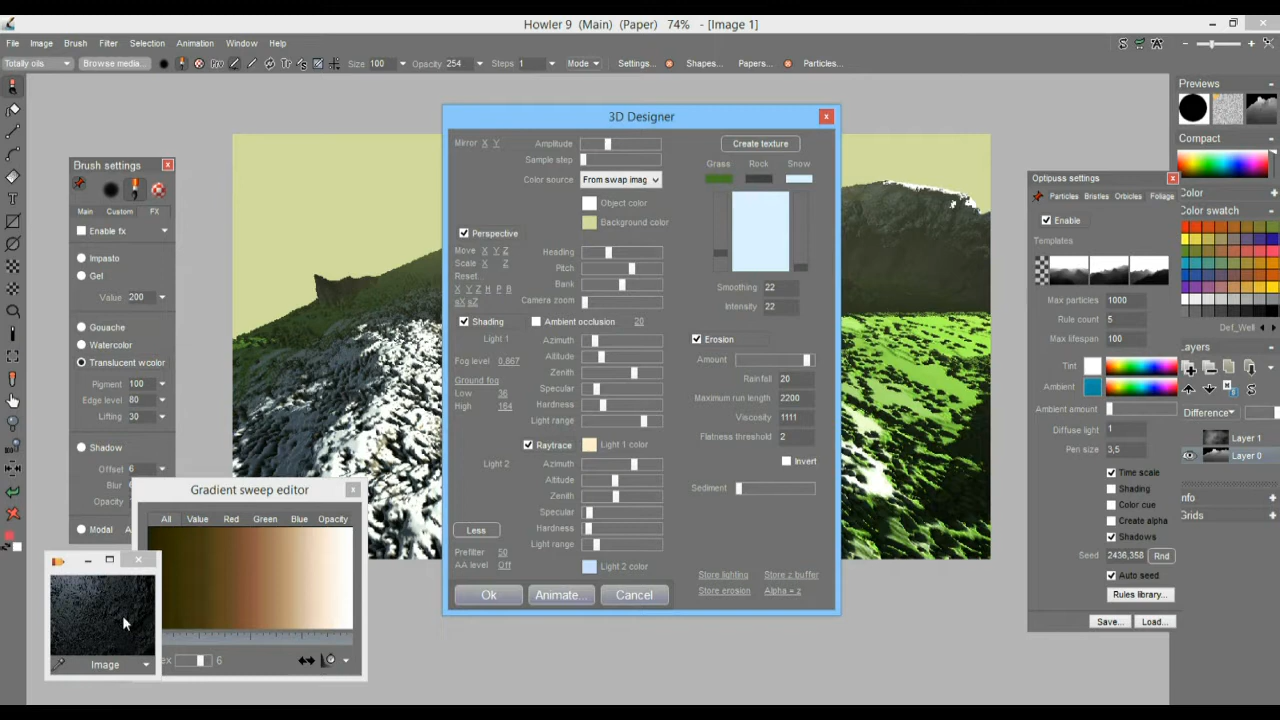 Howler 9 (Main) (Paper) 74% - [Image 1]
File Image Brush Filter Selection Animation Window Help
Totally oils Browse media... Prv Tr Size 100 Opacity 254 Steps 1 Mode Settings... Shapes... Papers... Particles...
Brush settings
Main Custom FX
Enable fx
Impasto
Gel
Value 200
Gouache
Watercolor
Translucent wcolor
Pigment 100
Edge level 80
Lifting 30
Shadow
Offset 6
Blur
Opacity
Modal
Gradient sweep editor
All Value Red Green Blue Opacity
6
Image
3D Designer
Mirror X Y Amplitude
Sample step
Color source From swap imag
Object color
Background color
Perspective
Move X Y Z Heading
Scale X Z Pitch
Reset
X Y Z H P B Bank
sX sZ Camera zoom
Shading Ambient occlusion 20
Light 1 Azimuth
Fog level 0,867 Altitude
Zenith
Ground fog
Low 36 Specular
High 164 Hardness
Light range
Raytrace Light 1 color
Light 2 Azimuth
Altitude
Zenith
Specular
Less Hardness
Light range
Prefilter 50
AA level Off Light 2 color
Ok Animate... Cancel
Create texture
Grass Rock Snow
Smoothing 22
Intensity 22
Erosion
Amount
Rainfall 20
Maximum run length 2200
Viscosity 1111
Flatness threshold 2
Invert
Sediment
Store lighting Store z buffer
Store erosion Alpha = z
Optipuss settings
Particles Bristles Orbicles Foliage
Enable
Templates
Max particles 1000
Rule count 5
Max lifespan 100
Tint
Ambient
Ambient amount
Diffuse light 1
Pen size 3,5
Time scale
Shading
Color cue
Create alpha
Shadows
Seed 2436,358 Rnd
Auto seed
Rules library...
Save... Load...
Previews
Compact
Color
Color swatch
Def_Well
Layers
Difference
Layer 1
Layer 0
Info
Grids